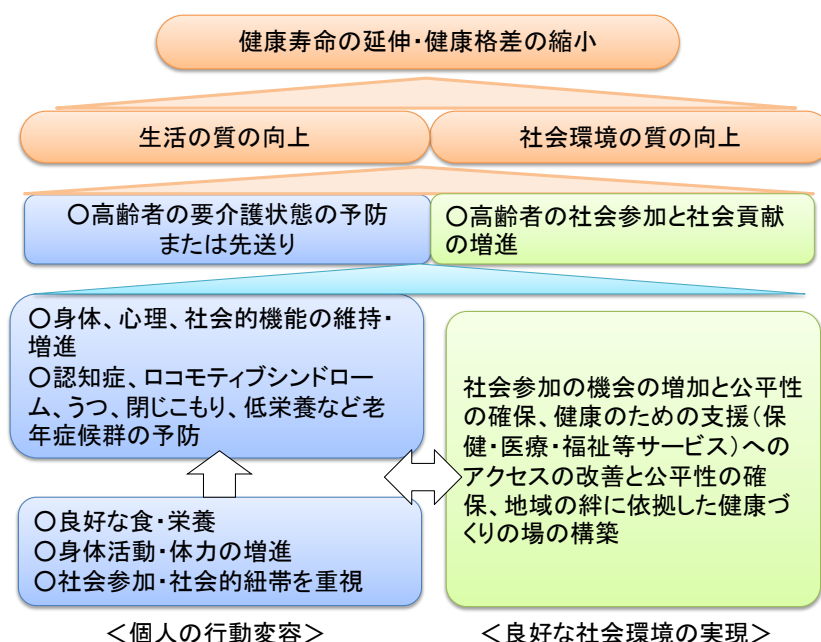 健康寿命の延伸・健康格差の縮小
生活の質の向上
社会環境の質の向上
〇高齢者の要介護状態の予防
または先送り
〇高齢者の社会参加と社会貢献
の増進
〇身体、心理、社会的機能の維持・
増進
〇認知症、ロコモティブシンドロー
ム、うつ、閉じこもり、低栄養など老
年症候群の予防
〇良好な食・栄養
〇身体活動・体力の増進
〇社会参加・社会的紐帯を重視
社会参加の機会の増加と公平性
の確保、健康のための支援(保
健・医療・福祉等サービス)への
アクセスの改善と公平性の確
保、地域の絆に依拠した健康づ
くりの場の構築
<個人の行動変容>
<良好な社会環境の実現>